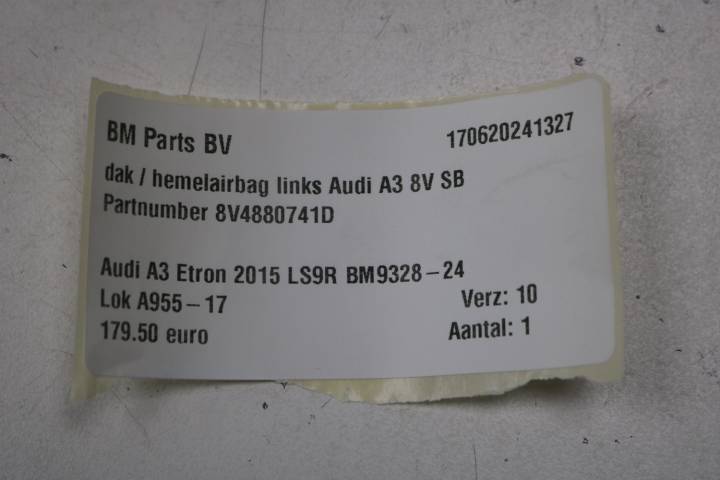 BM Parts BV 170620241327
dak / hemelairbag links Audi A3 8V SB
Partnumber 8V4880741D
Audi A3 Etron 2015 LS9R BM9328-24
Lok A955-17 Verz: 10
179.50 euro Aantal: 1